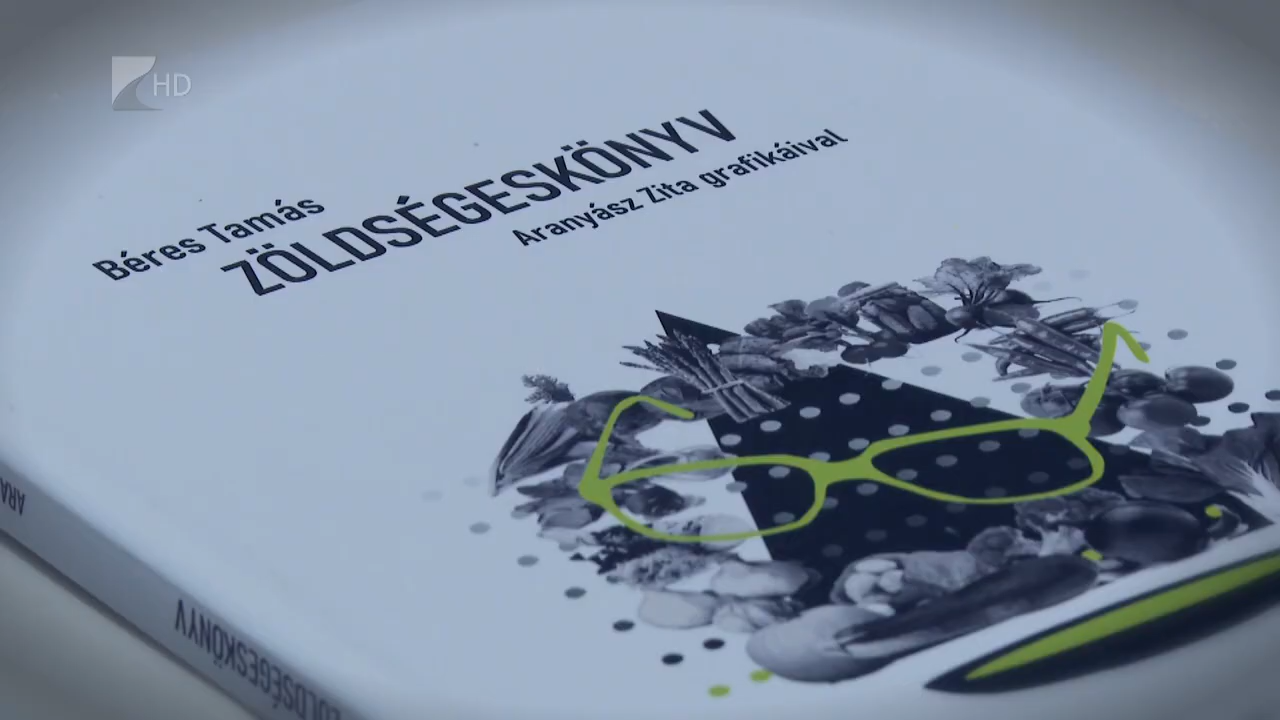 HD
Béres Tamás
ZÖLDSÉGESKÖNYV
Aranyász Zita grafikáival
ARA
ZÖLDSÉGESKÖNYV